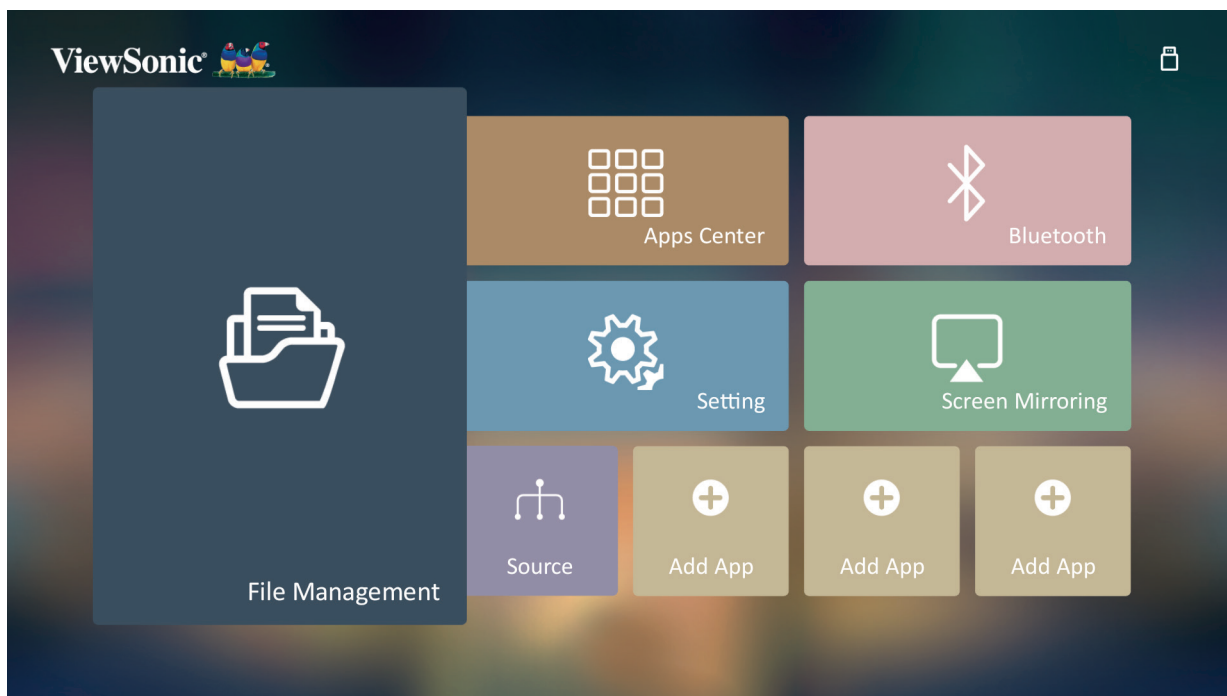 ViewSonic®
Apps Center
Bluetooth
Setting
Screen Mirroring
Source
Add App
Add App
Add App
File Management